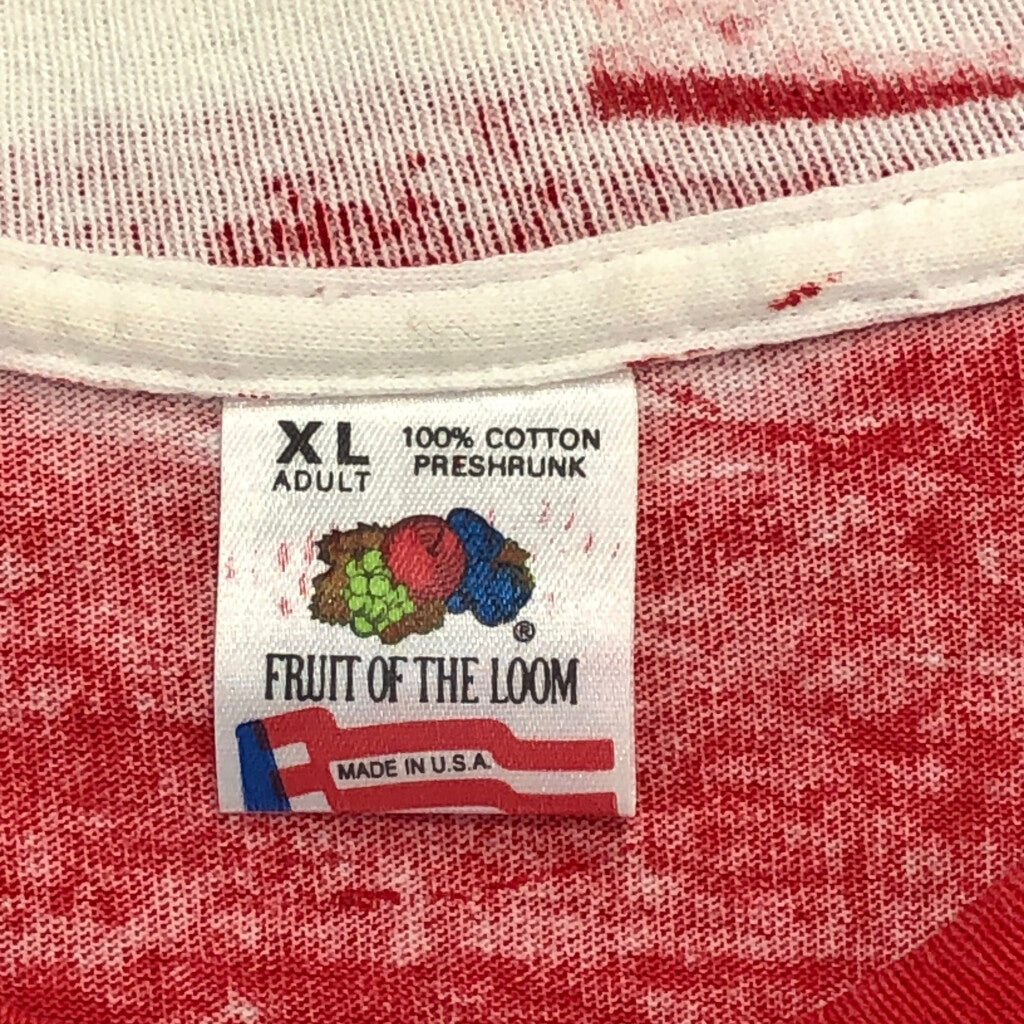 XL
ADULT
100% COTTON
PRESHRUNK
®
FRUIT OF THE LOOM
MADE IN U.S.A.